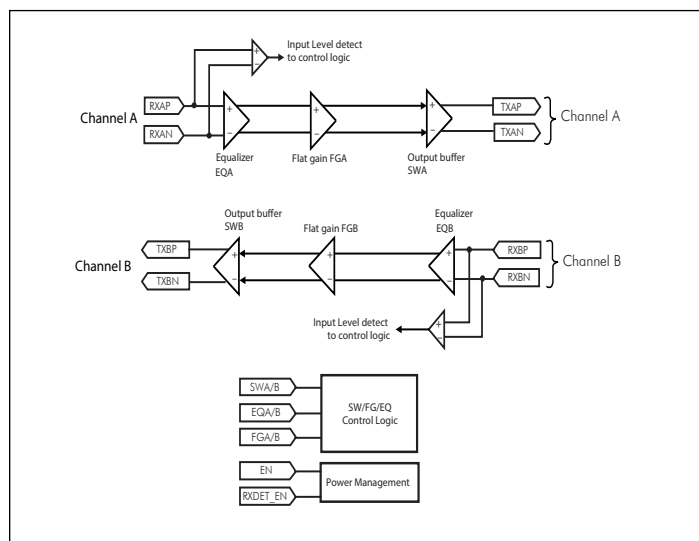 Input Level detect
to control logic
+
−
Channel A
RXAP
RXAN
+
−
+
−
+
−
TXAP
TXAN
Channel A
Equalizer
EQA
Flat gain FGA
Output buffer
SWA
Output buffer
SWB
Flat gain FGB
Equalizer
EQB
Channel B
TXBP
TXBN
+
−
+
−
+
−
RXBP
RXBN
Channel B
Input Level detect
to control logic
+
−
SWA/B
EQA/B
FGA/B
SW/FG/EQ
Control Logic
EN
RXDET_EN
Power Management